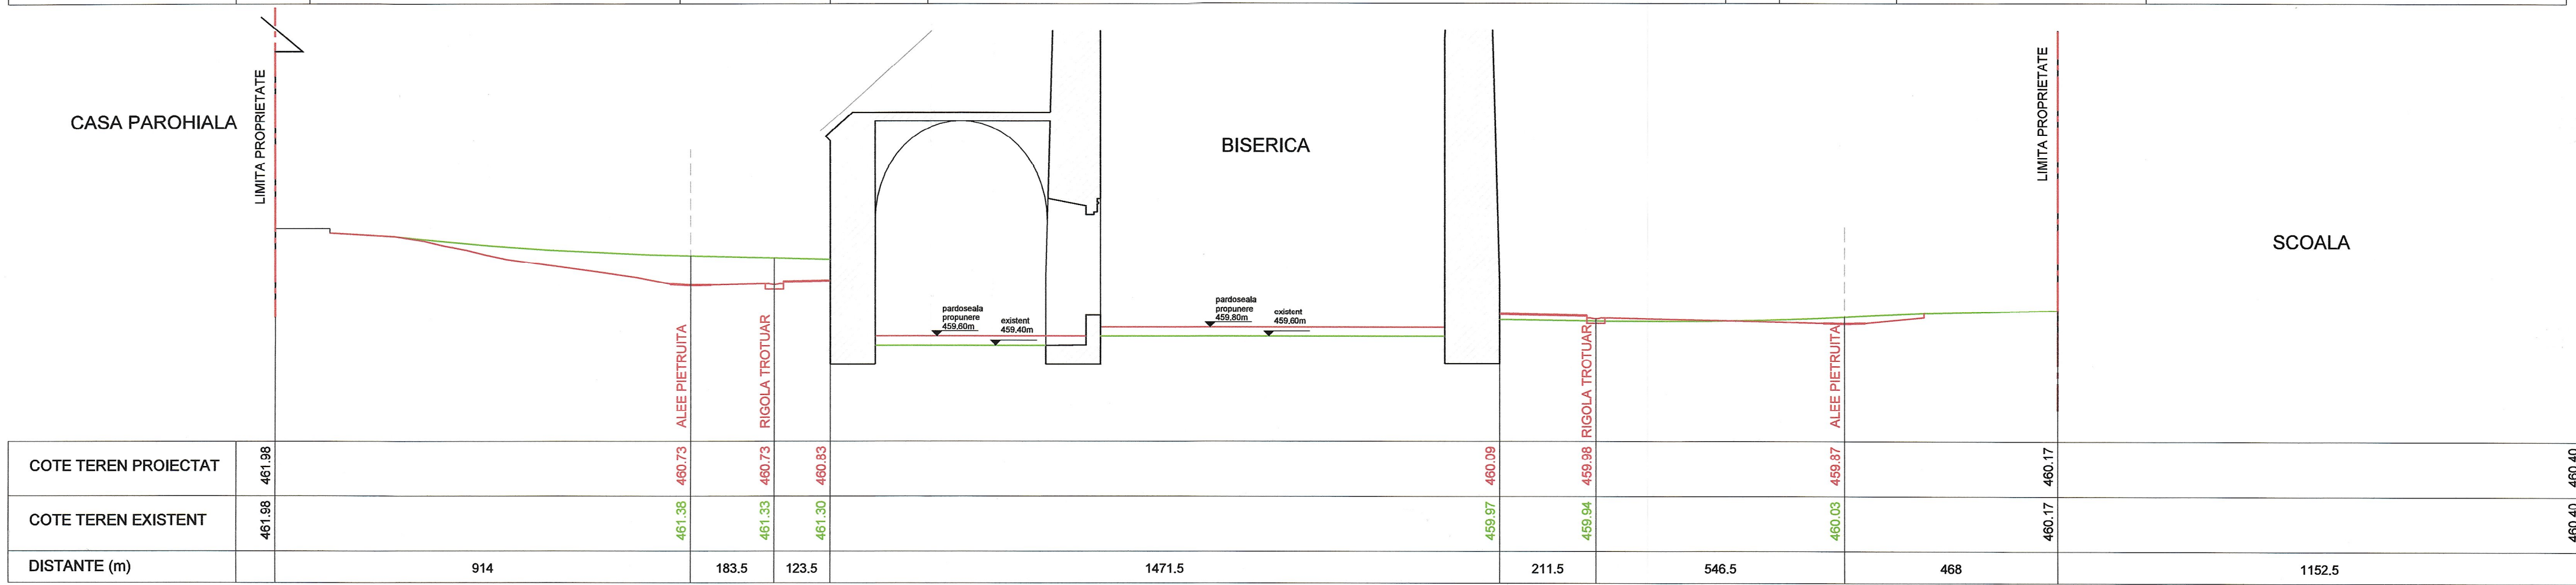 CASA PAROHIALA
LIMITA PROPRIETATE
BISERICA
LIMITA PROPRIETATE
SCOALA
pardoseala
propunere
459,60m
existent
459,40m
pardoseala
propunere
459,80m
existent
459,60m
ALEE PIETRUITA
RIGOLA TROTUAR
RIGOLA TROTUAR
ALEE PIETRUITA
COTE TEREN PROIECTAT 461.98 460.73 460.73 460.83 460.09 459.98 459.87 460.17 460.40
COTE TEREN EXISTENT 461.98 461.38 461.33 461.30 459.97 459.94 460.03 460.17 460.40
DISTANTE (m) 914 183.5 123.5 1471.5 211.5 546.5 468 1152.5